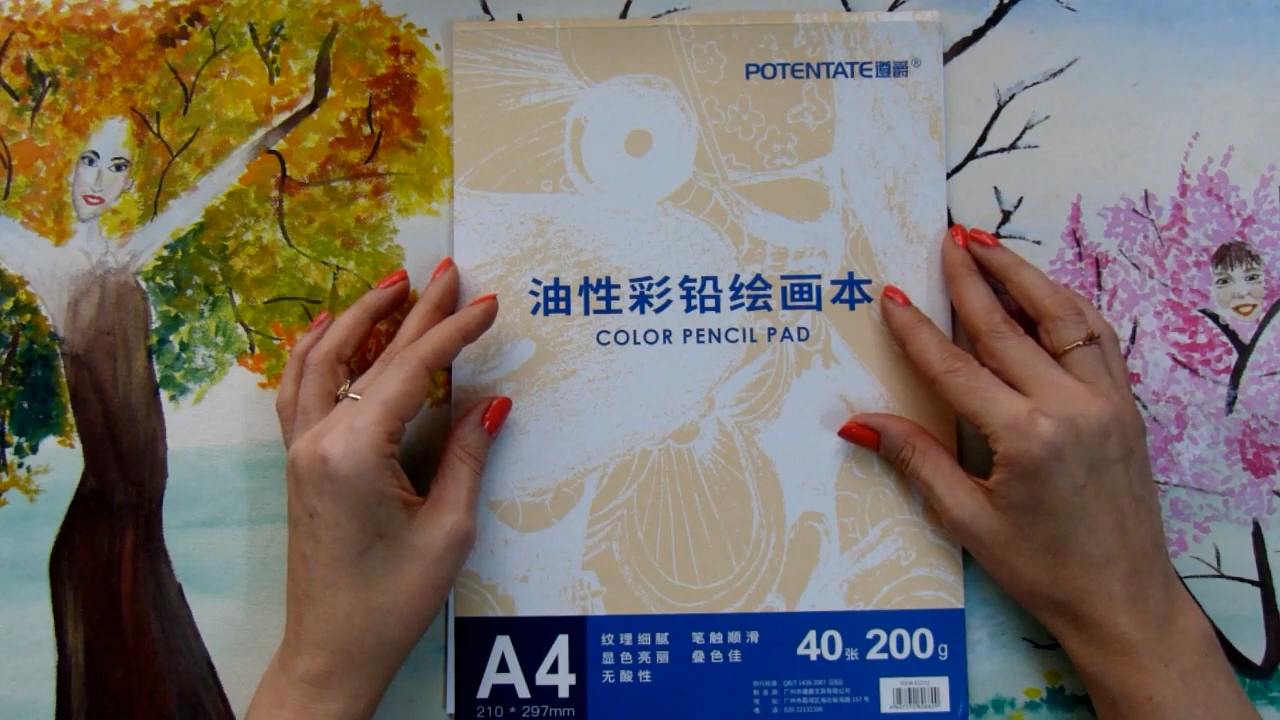 POTENTATE遵爵®
油性彩铅绘画本
COLOR PENCIL PAD
A4
210 * 297mm
纹理细腻 笔触顺滑
显色亮丽 叠色佳
无酸性
40张 200g